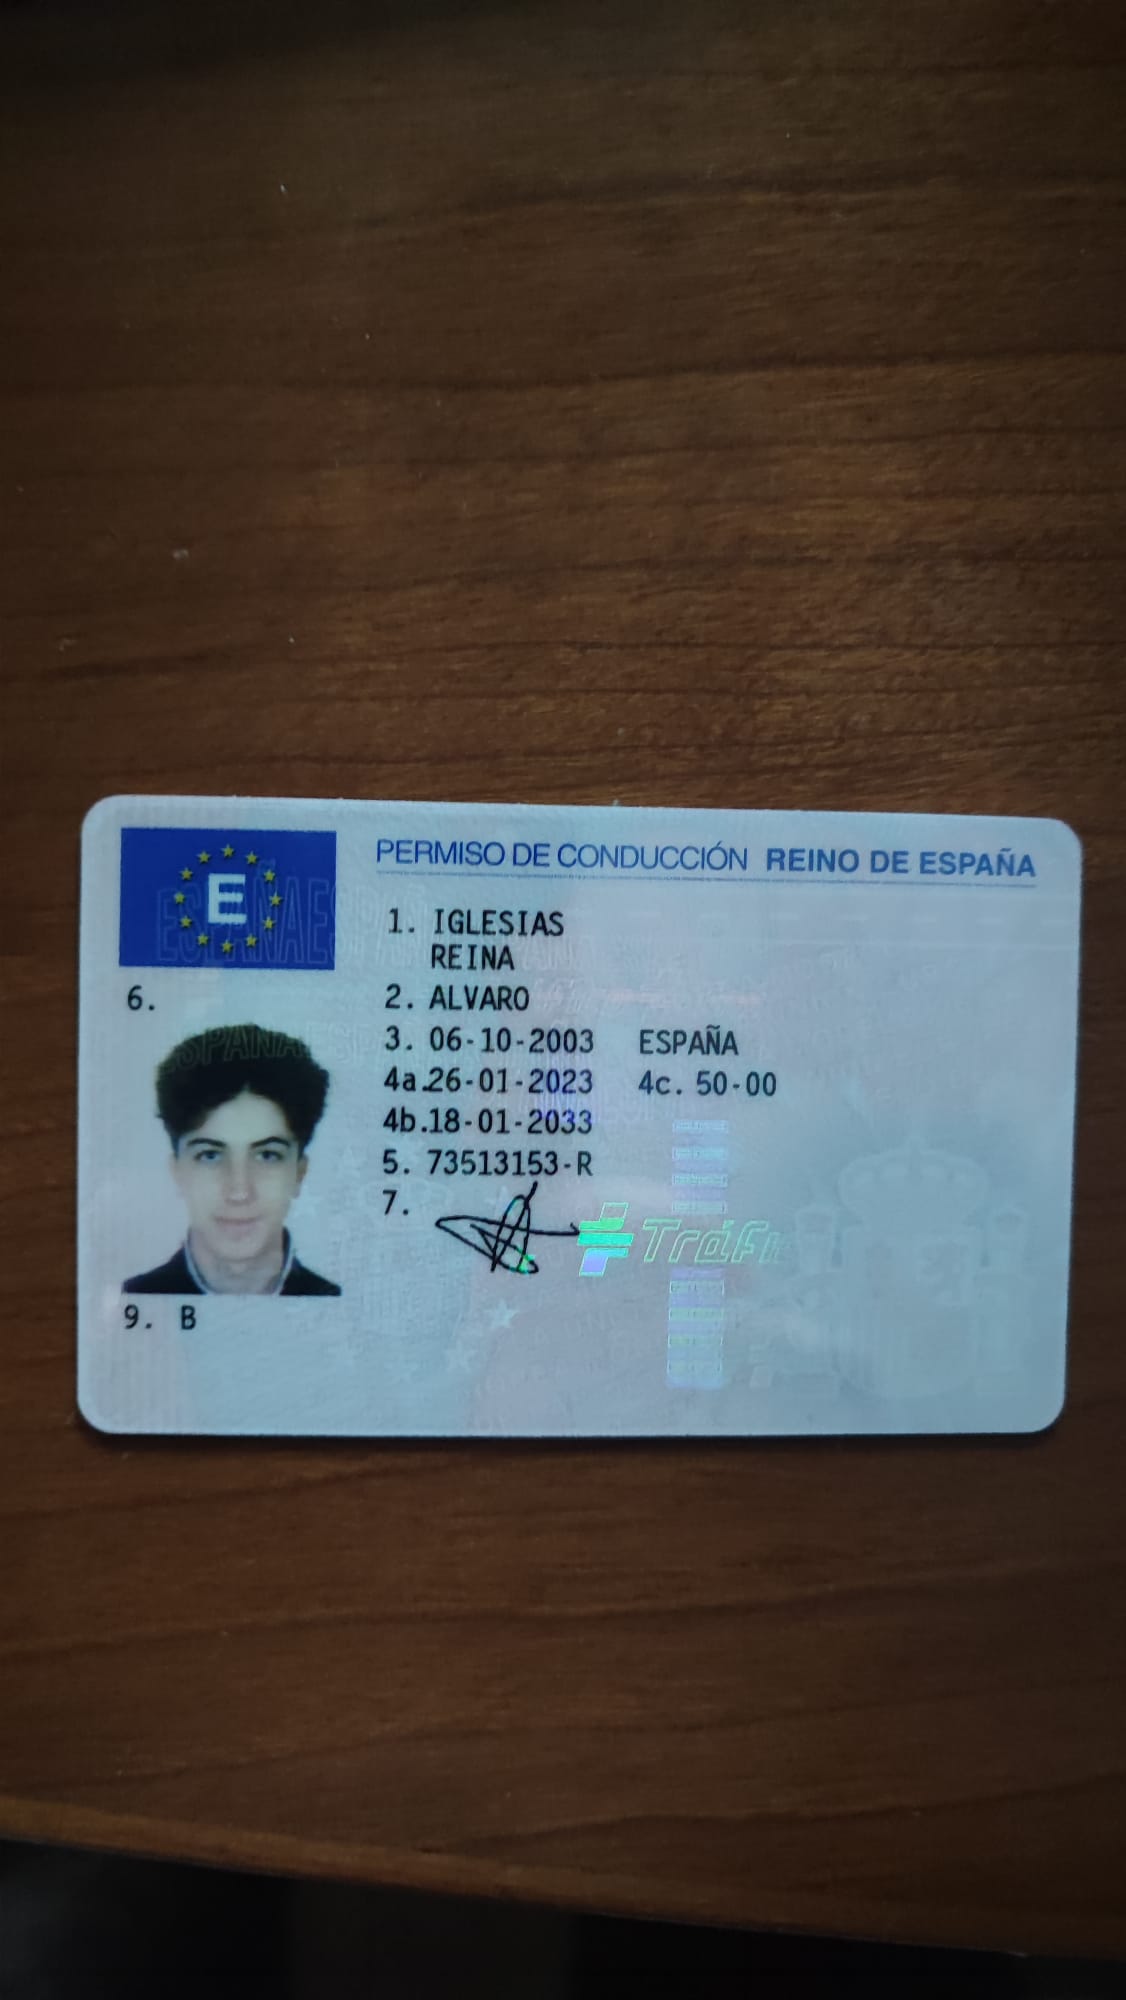 PERMISO DE CONDUCCIÓN REINO DE ESPAÑA
E
1. IGLESIAS
REINA
2. ALVARO
3. 06-10-2003 ESPAÑA
4a.26-01-2023 4c. 50-00
4b.18-01-2033
5. 73513153-R
7.
6.
9. B